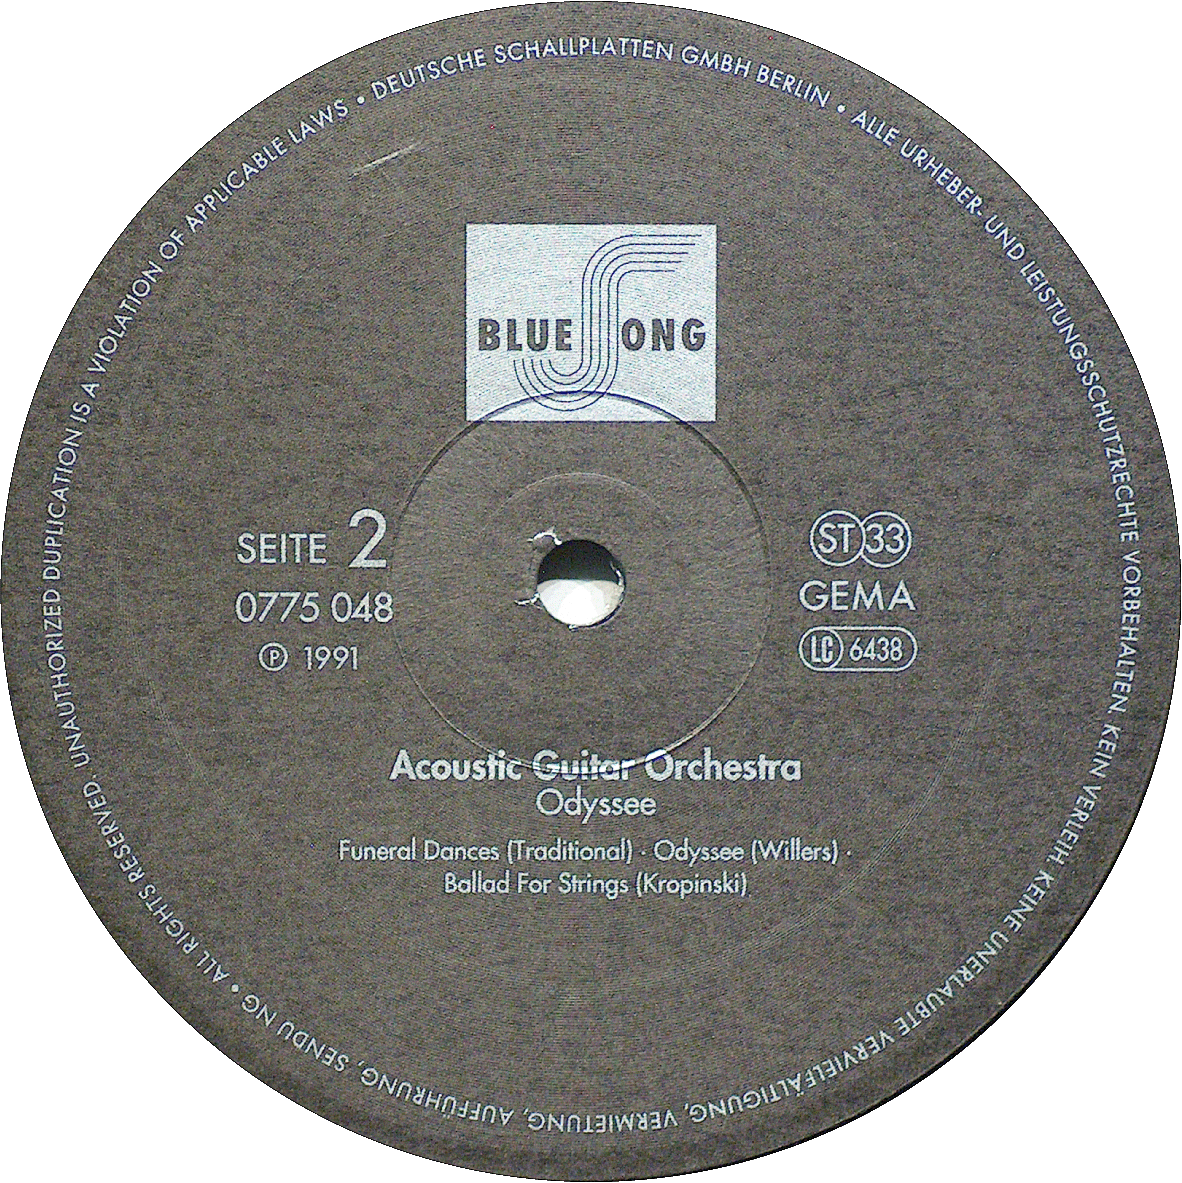 DEUTSCHE SCHALLPLATTEN GMBH BERLIN • ALLE URHEBER- UND LEISTUNGSSCHUTZRECHTE VORBEHALTEN. KEIN VERLEIH. KEINE UNERLAUBTE VERVIELFÄLTIGUNG, VERMIETUNG, AUFFÜHRUNG, SENDU NG • ALL RIGHTS RESERVED. UNAUTHORIZED DUPLICATION IS A VIOLATION OF APPLICABLE LAWS •
BLUE SONG
SEITE 2
0775 048
℗ 1991
ST 33
GEMA
LC 6438
Acoustic Guitar Orchestra
Odyssee
Funeral Dances (Traditional) · Odyssee (Willers) ·
Ballad For Strings (Kropinski)